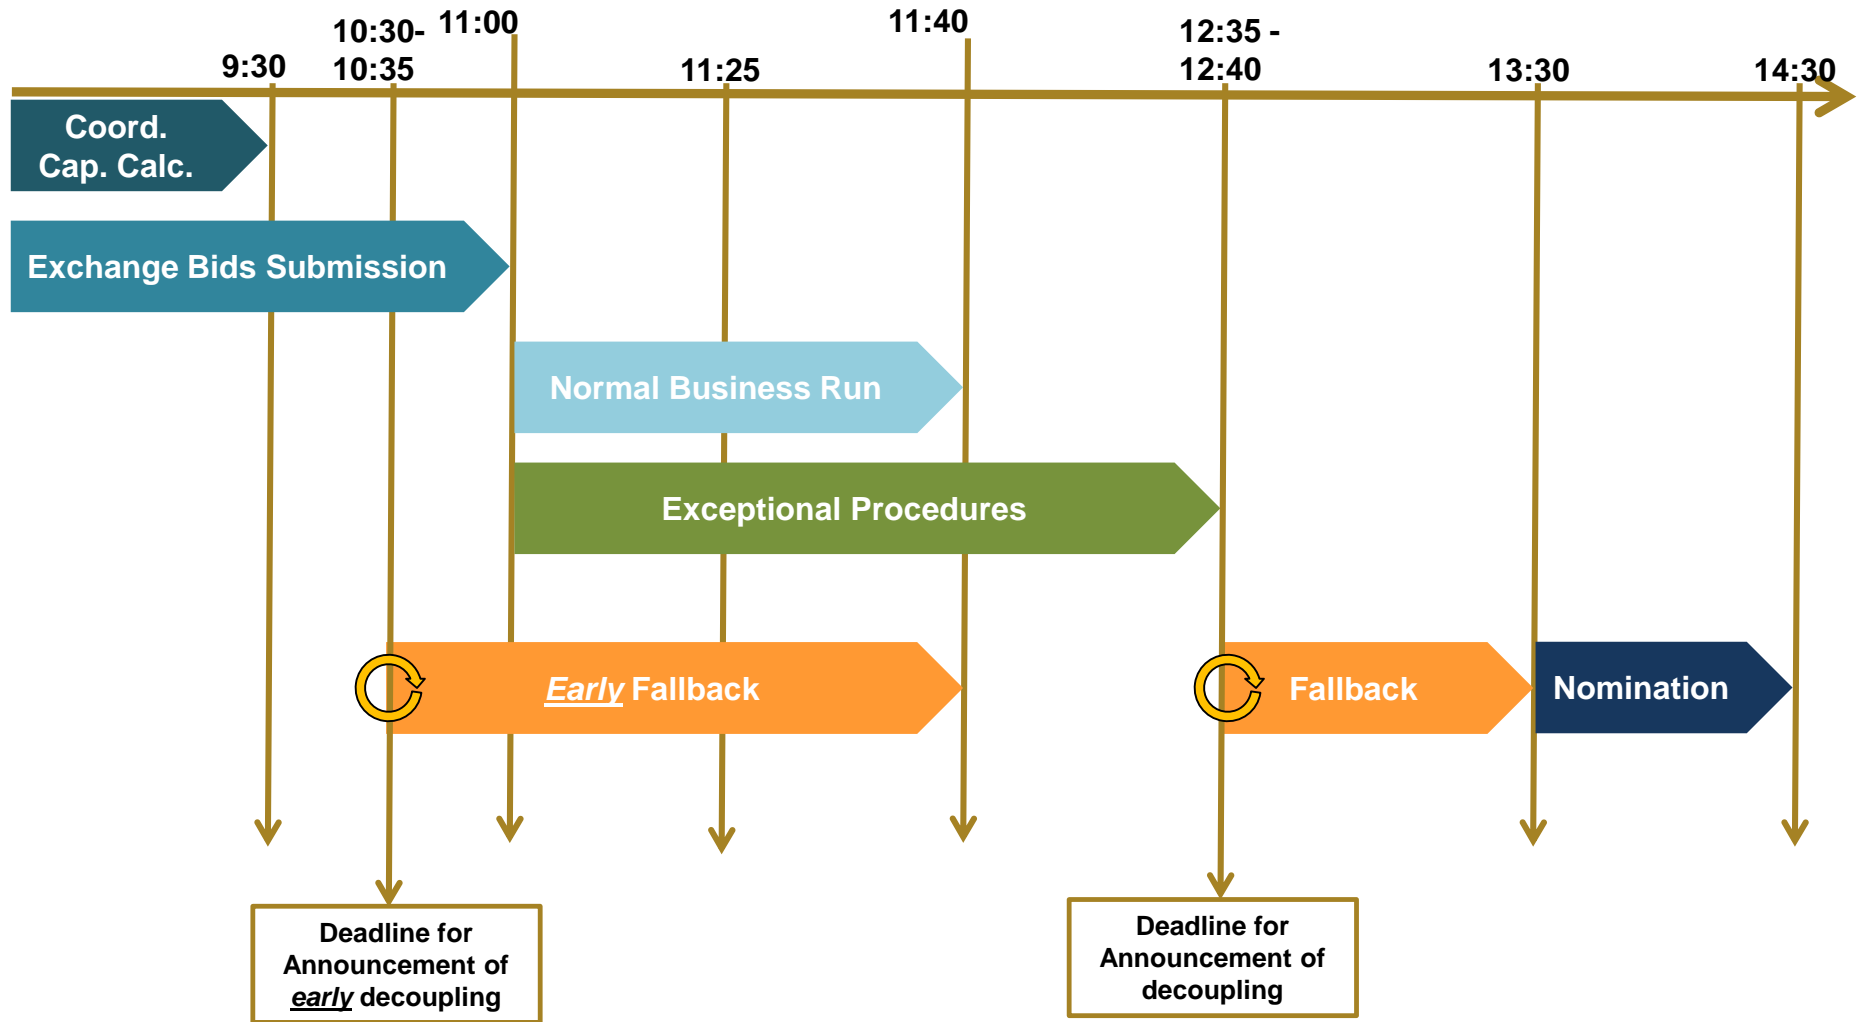 9:30
10:30-
10:35
11:00
11:25
11:40
12:35 -
12:40
13:30
14:30
Coord.
Cap. Calc.
Exchange Bids Submission
Normal Business Run
Exceptional Procedures
Early Fallback
Fallback
Nomination
Deadline for
Announcement of
early decoupling
Deadline for
Announcement of
decoupling